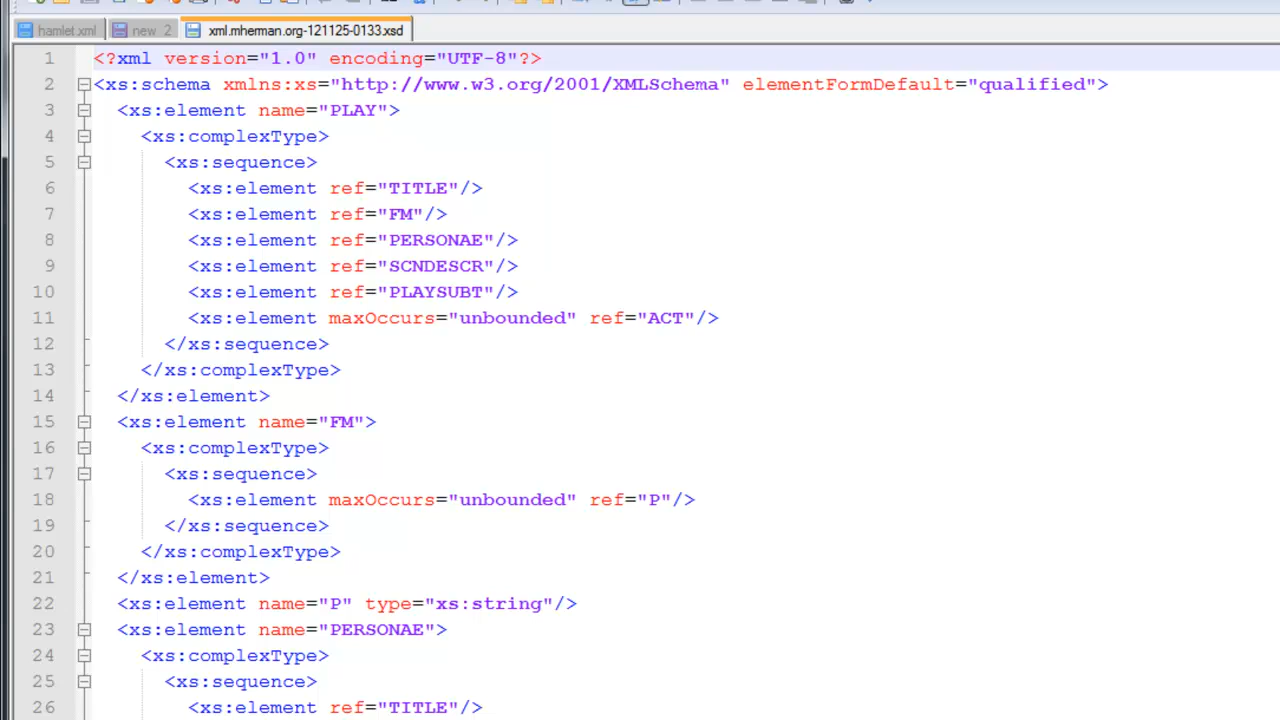 hamlet.xml new 2 xml.mherman.org-121125-0133.xsd
1 <?xml version="1.0" encoding="UTF-8"?>
2 <xs:schema xmlns:xs="http://www.w3.org/2001/XMLSchema" elementFormDefault="qualified">
3 <xs:element name="PLAY">
4 <xs:complexType>
5 <xs:sequence>
6 <xs:element ref="TITLE"/>
7 <xs:element ref="FM"/>
8 <xs:element ref="PERSONAE"/>
9 <xs:element ref="SCNDESCR"/>
10 <xs:element ref="PLAYSUBT"/>
11 <xs:element maxOccurs="unbounded" ref="ACT"/>
12 </xs:sequence>
13 </xs:complexType>
14 </xs:element>
15 <xs:element name="FM">
16 <xs:complexType>
17 <xs:sequence>
18 <xs:element maxOccurs="unbounded" ref="P"/>
19 </xs:sequence>
20 </xs:complexType>
21 </xs:element>
22 <xs:element name="P" type="xs:string"/>
23 <xs:element name="PERSONAE">
24 <xs:complexType>
25 <xs:sequence>
26 <xs:element ref="TITLE"/>